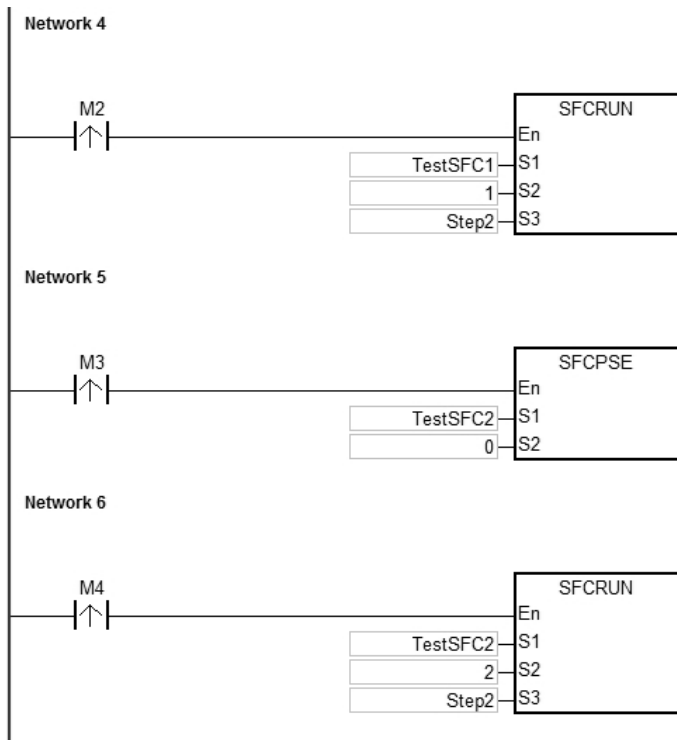 Network 4
M2
SFCRUN
En
TestSFC1 S1
1 S2
Step2 S3
Network 5
M3
SFCPSE
En
TestSFC2 S1
0 S2
Network 6
M4
SFCRUN
En
TestSFC2 S1
2 S2
Step2 S3